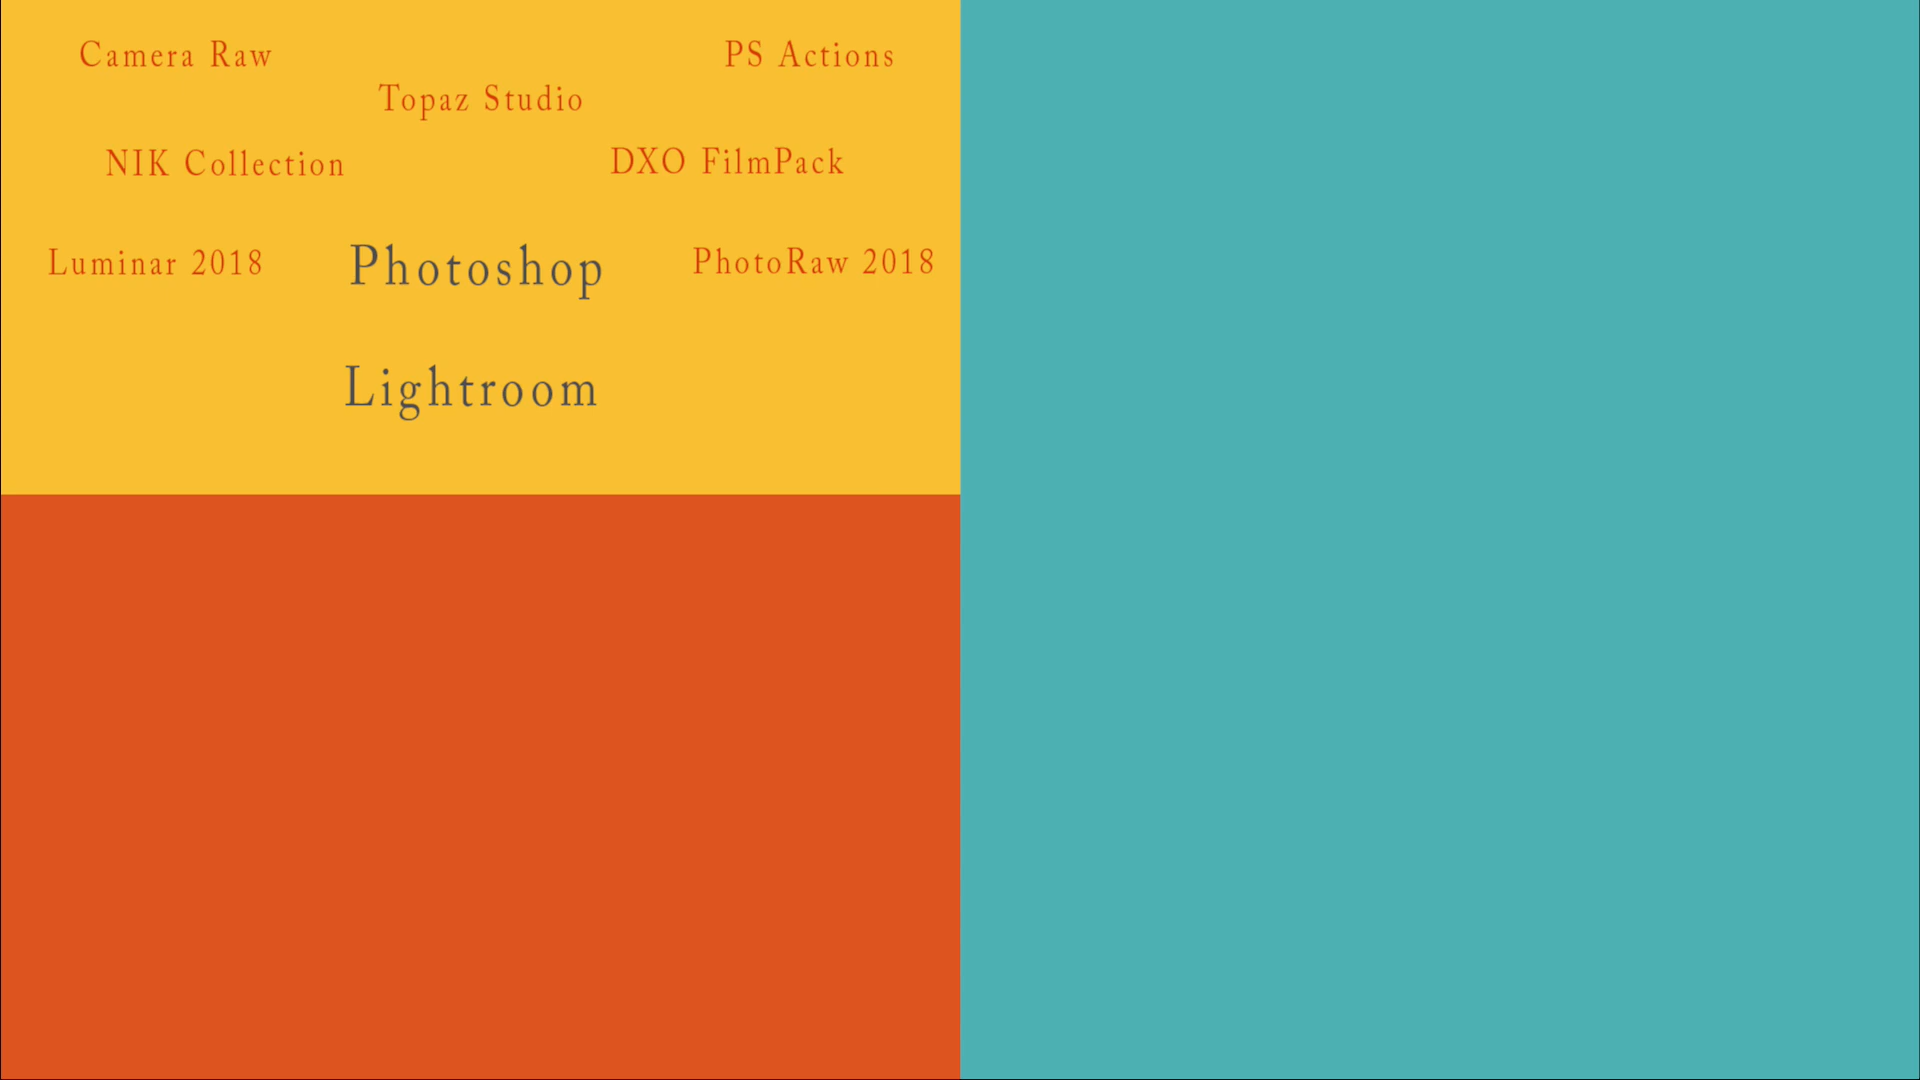 Camera Raw
PS Actions
Topaz Studio
NIK Collection
DXO FilmPack
Luminar 2018
Photoshop
PhotoRaw 2018
Lightroom